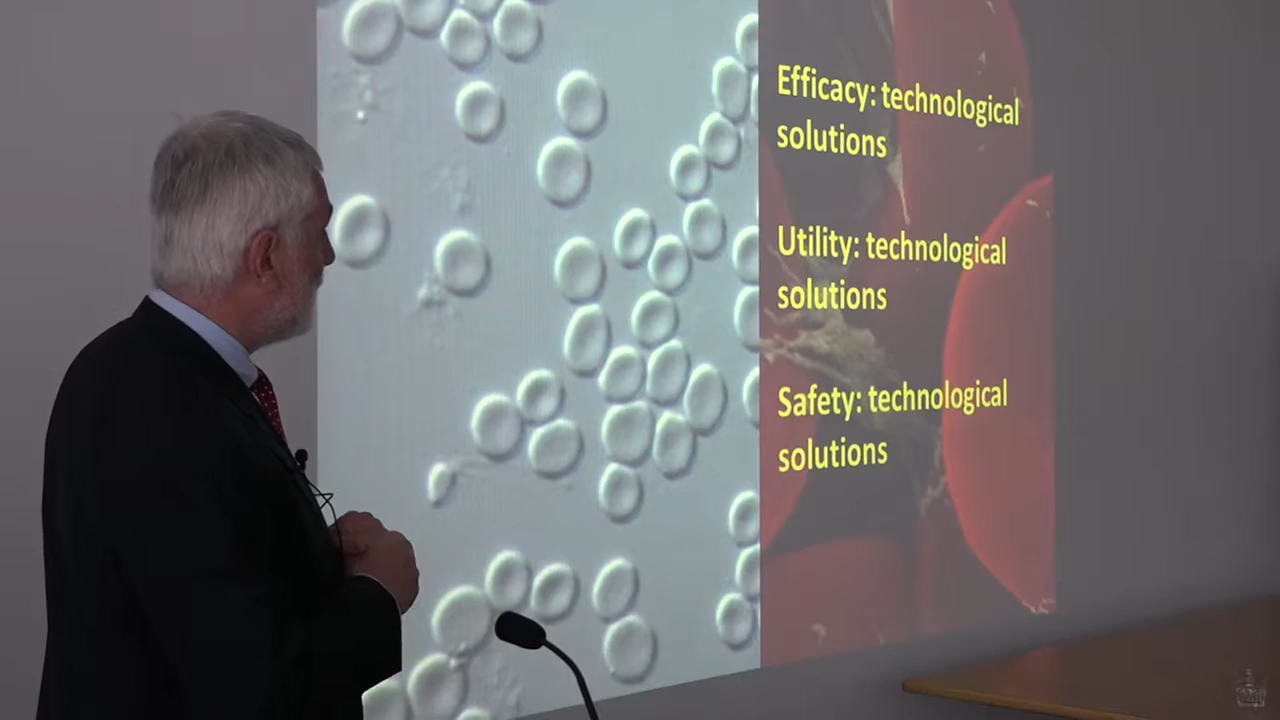 Efficacy: technological
solutions
Utility: technological
solutions
Safety: technological
solutions